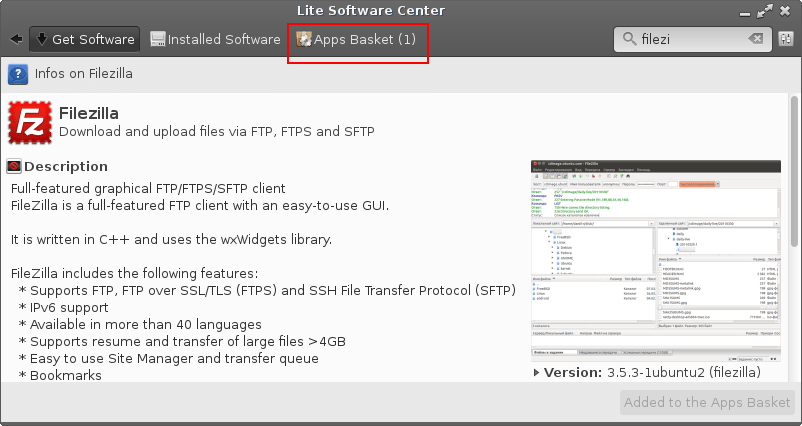 Lite Software Center
Get Software
Installed Software
Apps Basket (1)
filezi
Infos on Filezilla
Fz
Filezilla
Download and upload files via FTP, FTPS and SFTP
Description
Full-featured graphical FTP/FTPS/SFTP client
FileZilla is a full-featured FTP client with an easy-to-use GUI.
It is written in C++ and uses the wxWidgets library.
FileZilla includes the following features:
* Supports FTP, FTP over SSL/TLS (FTPS) and SSH File Transfer Protocol (SFTP)
* IPv6 support
* Available in more than 40 languages
* Supports resume and transfer of large files >4GB
* Easy to use Site Manager and transfer queue
* Bookmarks
Version: 3.5.3-1ubuntu2 (filezilla)
Added to the Apps Basket